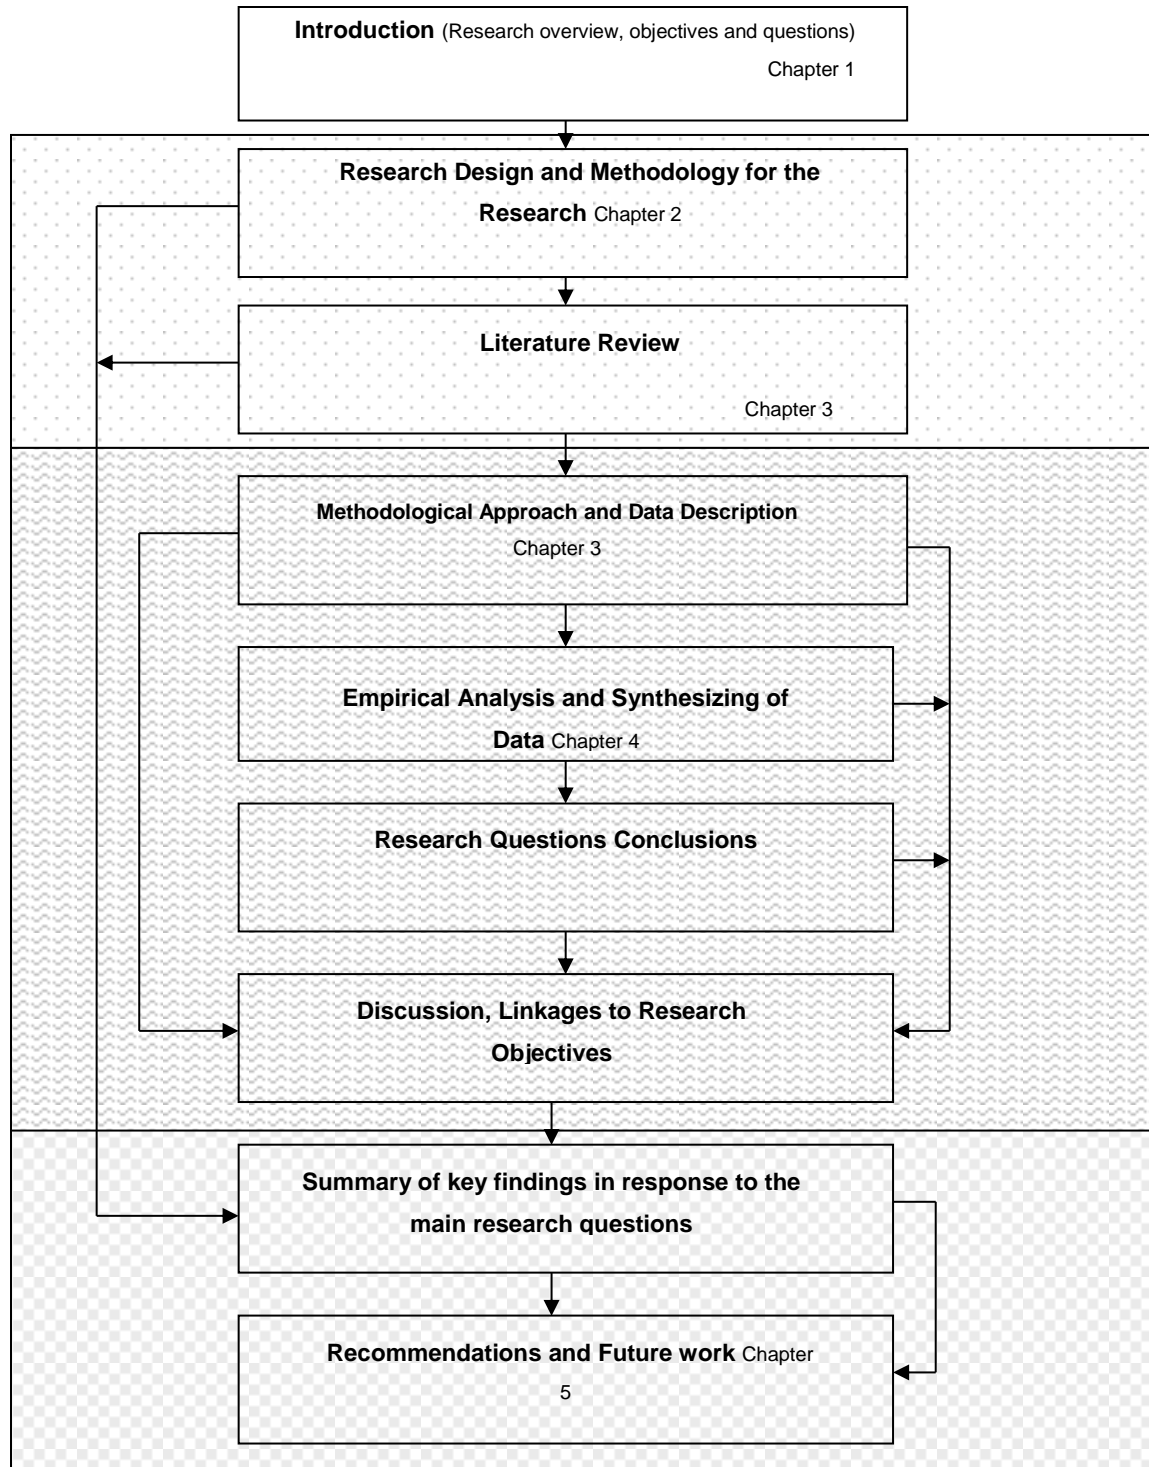 Introduction (Research overview, objectives and questions)
Chapter 1
Research Design and Methodology for the
Research Chapter 2
Literature Review
Chapter 3
Methodological Approach and Data Description
Chapter 3
Empirical Analysis and Synthesizing of
Data Chapter 4
Research Questions Conclusions
Discussion, Linkages to Research
Objectives
Summary of key findings in response to the
main research questions
Recommendations and Future work Chapter
5